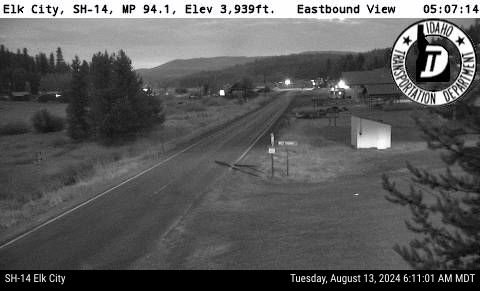 Elk City, SH-14, MP 94.1, Elev 3,939ft. Eastbound View 05:07:14
IDAHO
TRANSPORTATION DEPARTMENT
SH-14 Elk City Tuesday, August 13, 2024 6:11:01 AM MDT